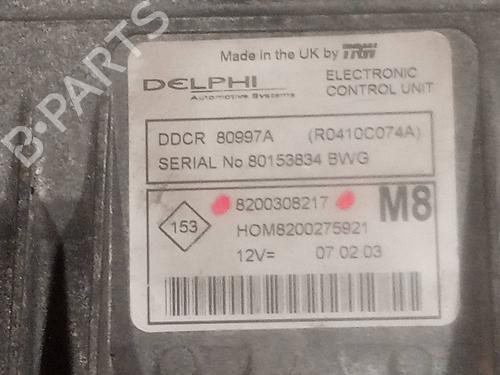 Made in the UK by TRW
DELPHI
Automotive Systems
ELECTRONIC
CONTROL UNIT
DDCR 80997A (R0410C074A)
SERIAL No 80153834 BWG
153
8200308217
M8
HOM8200275921
12V= 07 02 03
B-PARTS